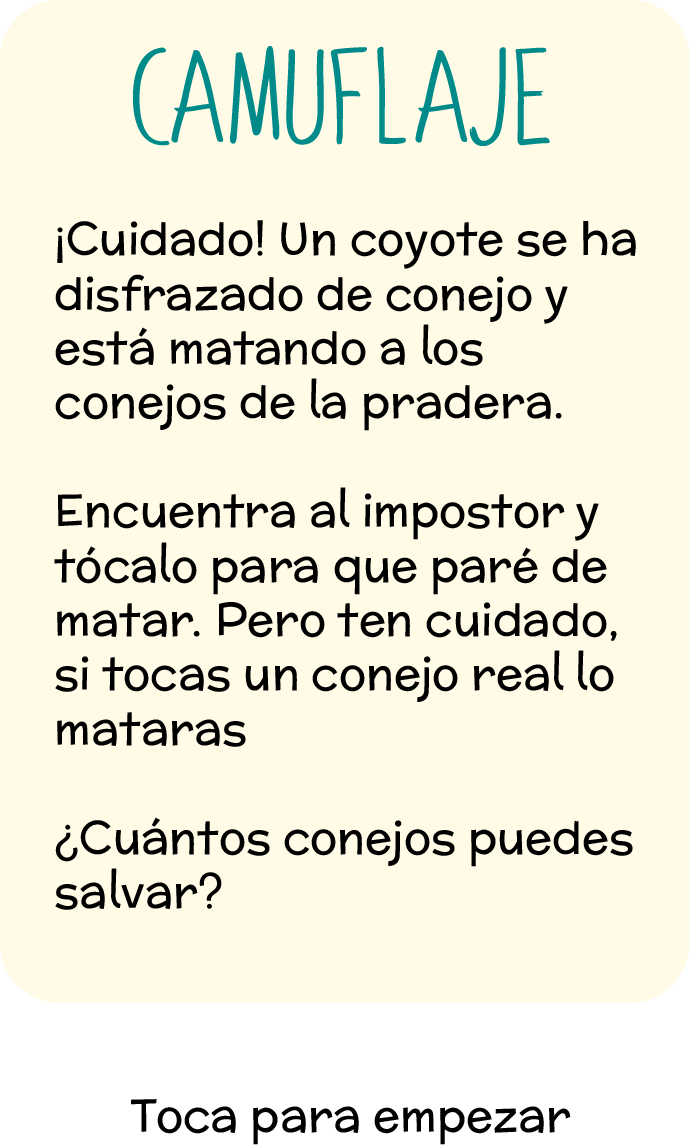 CAMUFLAJE
¡Cuidado! Un coyote se ha
disfrazado de conejo y
está matando a los
conejos de la pradera.
Encuentra al impostor y
tócalo para que paré de
matar. Pero ten cuidado,
si tocas un conejo real lo
mataras
¿Cuántos conejos puedes
salvar?
Toca para empezar